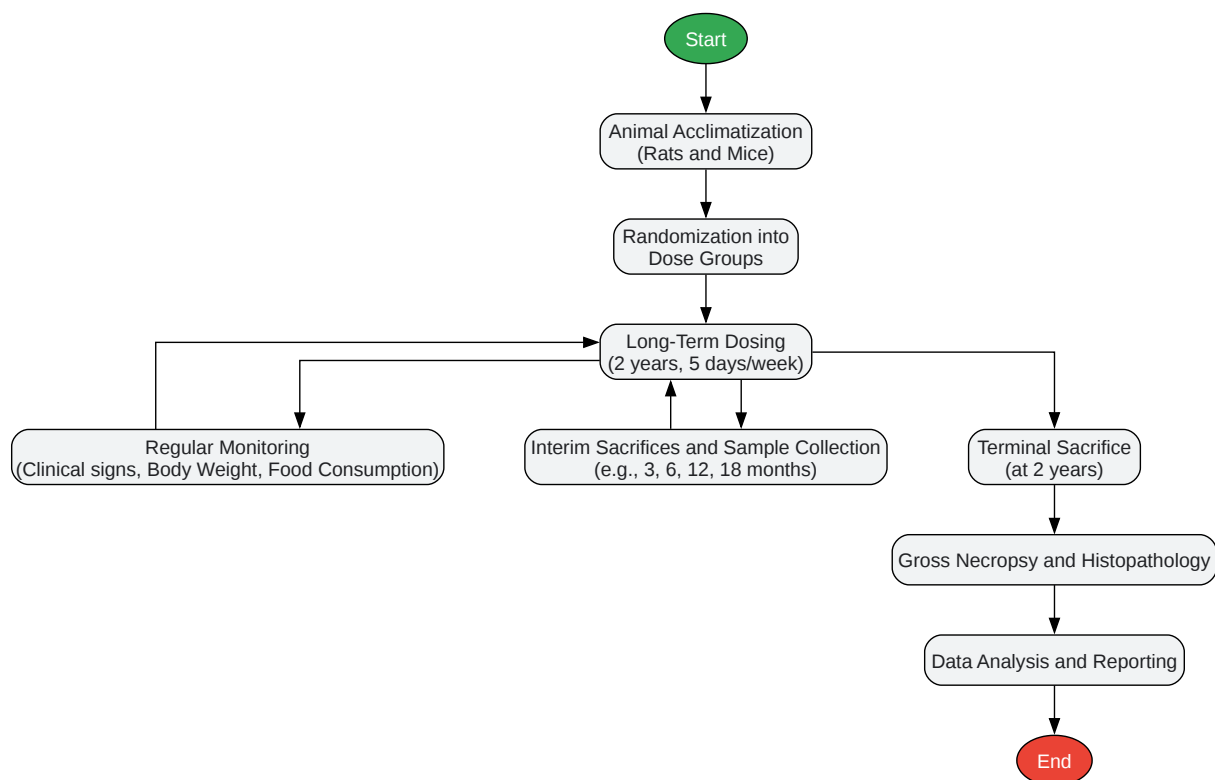 Start
Animal Acclimatization
(Rats and Mice)
Randomization into
Dose Groups
Long-Term Dosing
(2 years, 5 days/week)
Regular Monitoring
(Clinical signs, Body Weight, Food Consumption)
Interim Sacrifices and Sample Collection
(e.g., 3, 6, 12, 18 months)
Terminal Sacrifice
(at 2 years)
Gross Necropsy and Histopathology
Data Analysis and Reporting
End